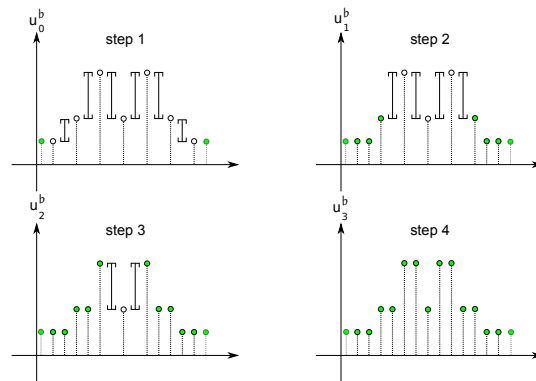 u₀ᵇ
step 1
u₁ᵇ
step 2
u₂ᵇ
step 3
u₃ᵇ
step 4